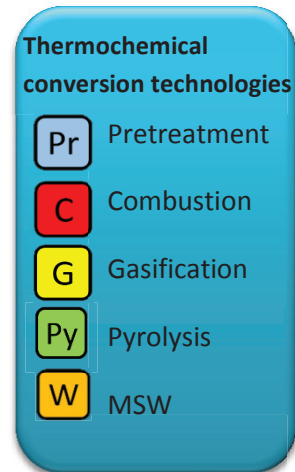 Thermochemical
conversion technologies
Pr Pretreatment
C Combustion
G Gasification
Py Pyrolysis
W MSW